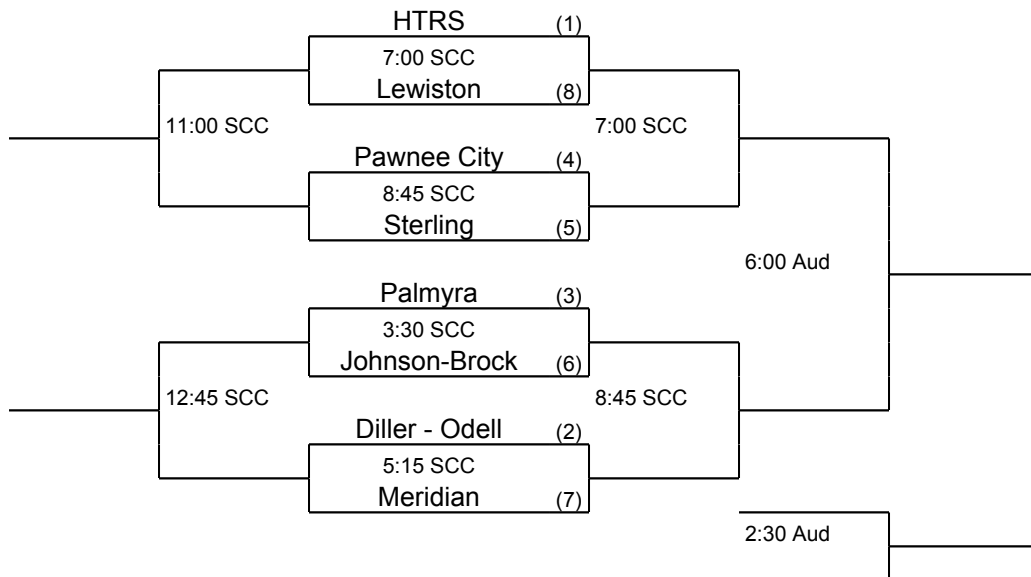 HTRS (1)
7:00 SCC
Lewiston (8)
11:00 SCC 7:00 SCC
Pawnee City (4)
8:45 SCC
Sterling (5)
6:00 Aud
Palmyra (3)
3:30 SCC
Johnson-Brock (6)
12:45 SCC 8:45 SCC
Diller - Odell (2)
5:15 SCC
Meridian (7)
2:30 Aud